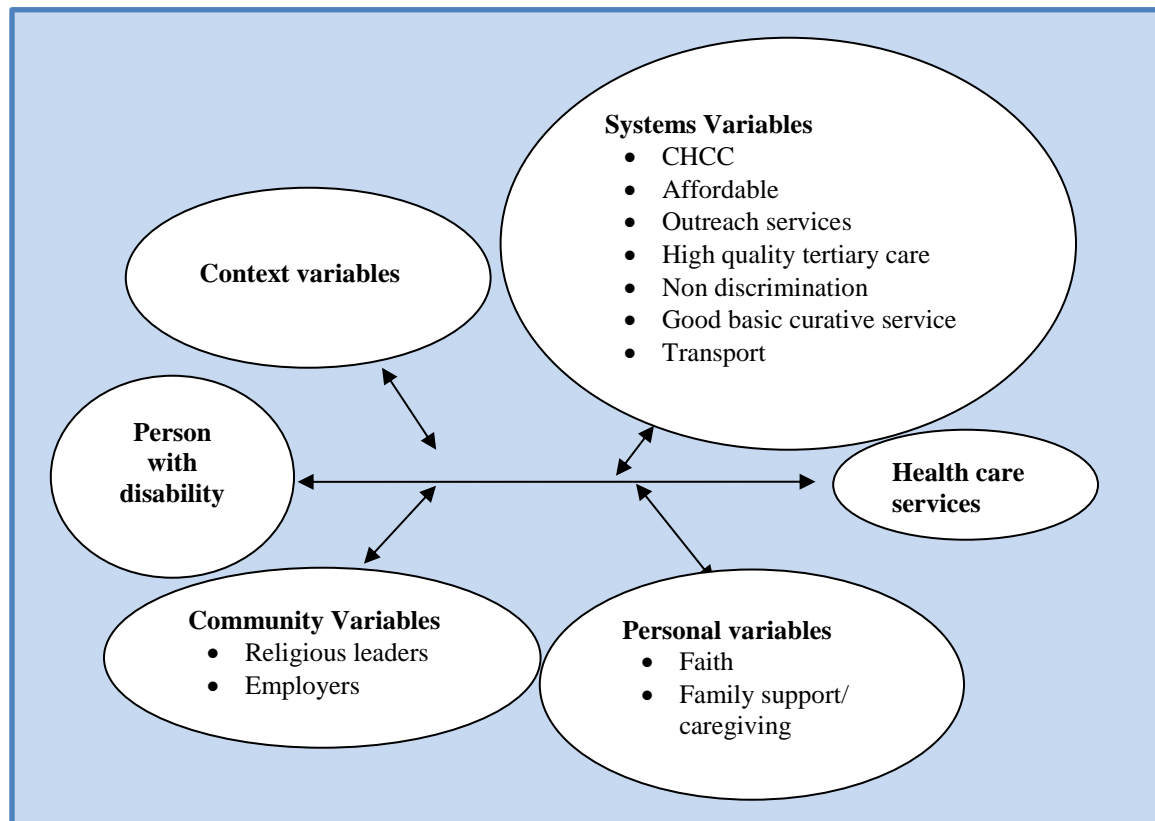 Systems Variables
• CHCC
• Affordable
• Outreach services
• High quality tertiary care
• Non discrimination
• Good basic curative service
• Transport
Context variables
Person
with
disability
Health care
services
Community Variables
• Religious leaders
• Employers
Personal variables
• Faith
• Family support/
caregiving